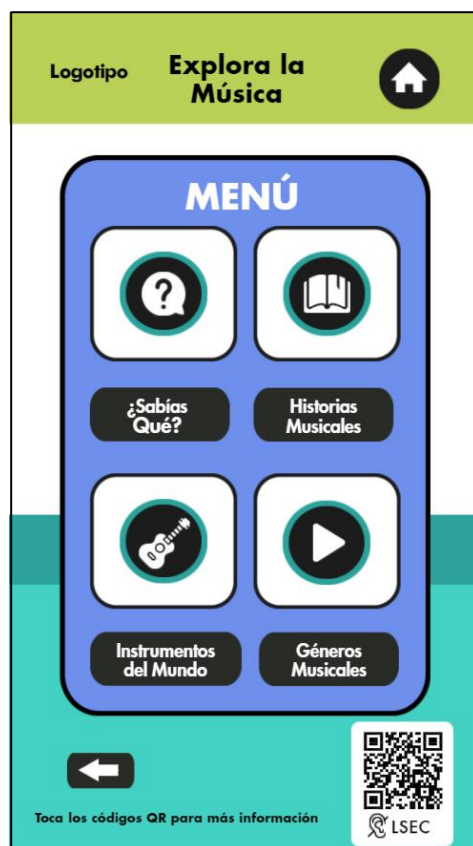 Logotipo
Explora la
Música
MENÚ
¿Sabías
Qué?
Historias
Musicales
Instrumentos
del Mundo
Géneros
Musicales
Toca los códigos QR para más información
LSEC